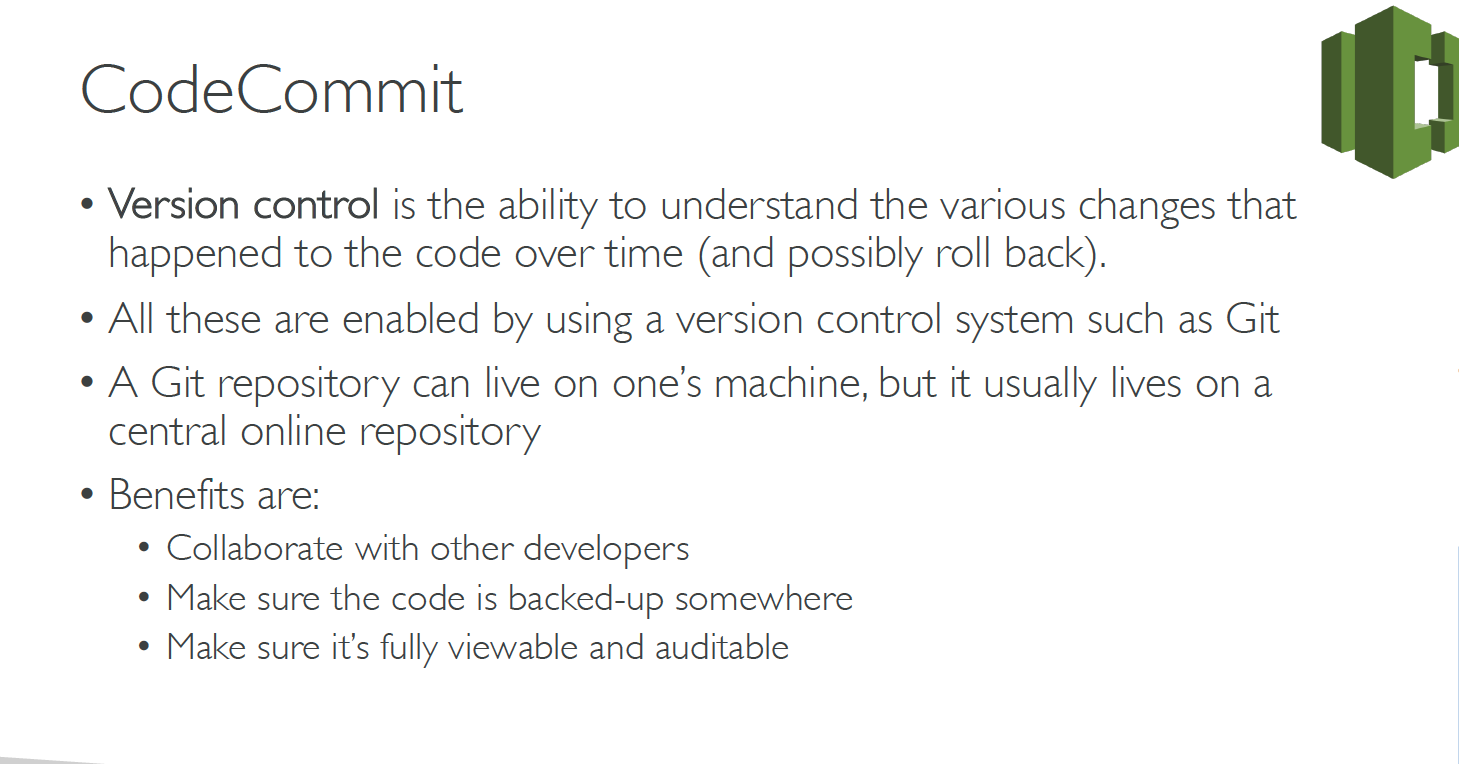 CodeCommit
• Version control is the ability to understand the various changes that
happened to the code over time (and possibly roll back).
• All these are enabled by using a version control system such as Git
• A Git repository can live on one’s machine, but it usually lives on a
central online repository
• Benefits are:
• Collaborate with other developers
• Make sure the code is backed-up somewhere
• Make sure it’s fully viewable and auditable